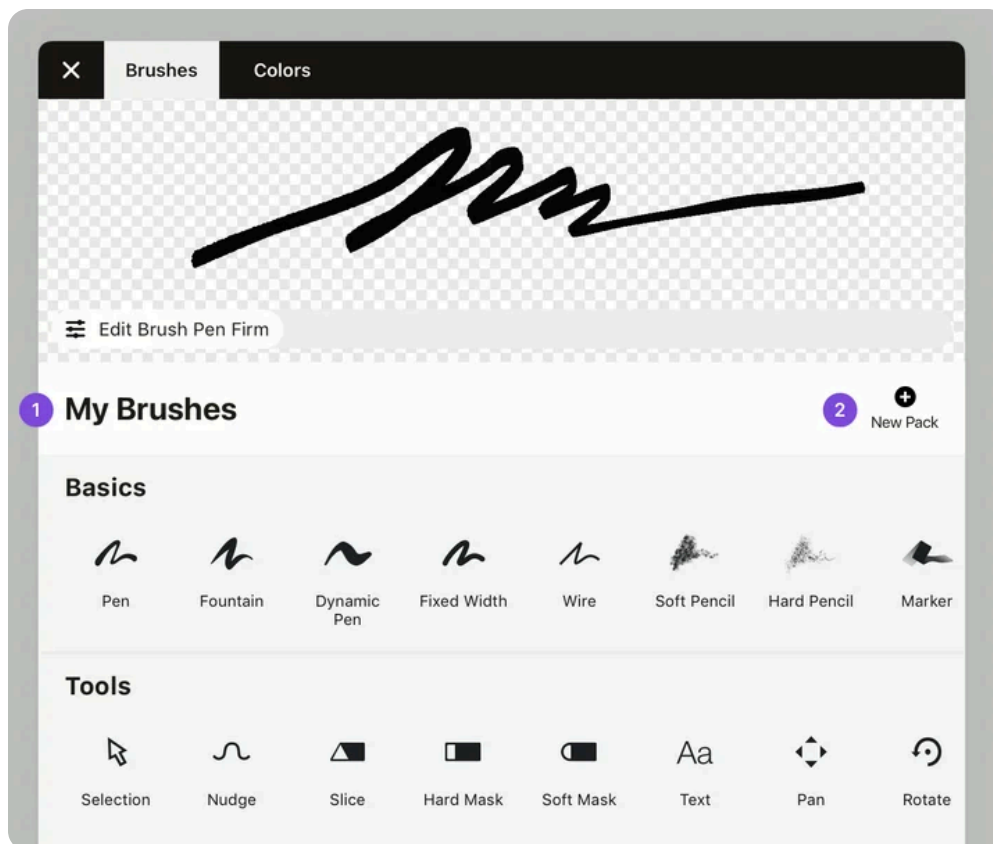 Brushes Colors
Edit Brush Pen Firm
1 My Brushes 2 New Pack
Basics
Pen Fountain Dynamic Pen Fixed Width Wire Soft Pencil Hard Pencil Marker
Tools
Aa
Selection Nudge Slice Hard Mask Soft Mask Text Pan Rotate